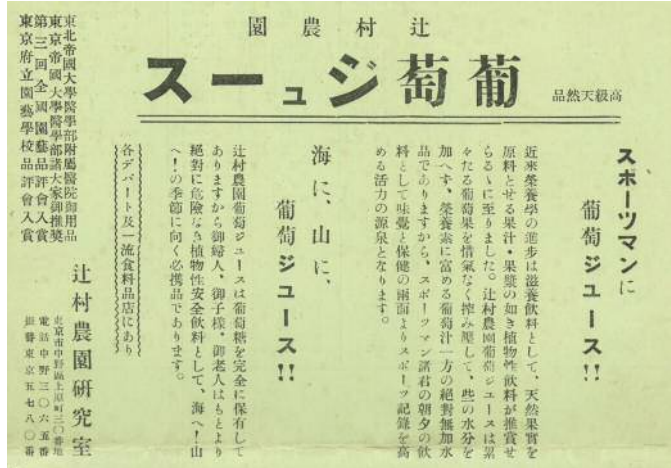 辻村農園
葡萄ジュース
高級天然品
スポーツマンに
葡萄ジュース!!
近来榮養學の進歩は滋養飲料として、天然果實を
原料とせる果汁・果漿の如き植物性飲料が推賞せ
らるゝに至りました。辻村農園葡萄ジュースは累
々たる葡萄果を惜氣なく搾み壓して、些の水分を
加へず、榮養素に富める葡萄汁一方の絶對無加水
品でありますから、スポーツマン諸君の朝夕の飲
料として味覺と保健の兩面よりスポーツ記錄を高
める活力の源泉となります。
海に、山に、
葡萄ジュース!!
辻村農園葡萄ジュースは葡萄糖を完全に保有して
ありますから御婦人、御子様、御老人はもとより
絕對に危險なき植物性安全飲料として、海へ!山
へ!の季節に向く必携品であります。
各デパート及一流食料品店にあり
東北帝國大學醫學部附屬醫院御用品
東京帝國大學醫學部諸大家御推奬
第三回全國園藝品評會入賞
東京府立園藝學校品評會入賞
辻村農園研究室
東京市中野區上原町三〇番地
電話中野三〇六五番
振替東京五七八〇番